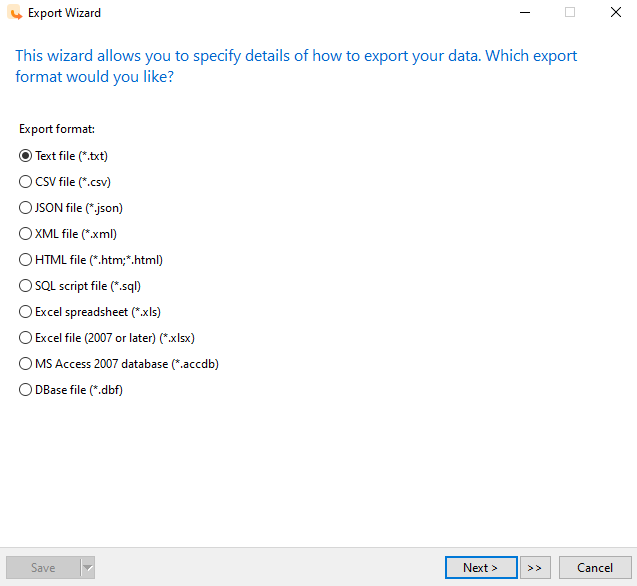 Export Wizard
This wizard allows you to specify details of how to export your data. Which export
format would you like?
Export format:
Text file (*.txt)
CSV file (*.csv)
JSON file (*.json)
XML file (*.xml)
HTML file (*.htm;*.html)
SQL script file (*.sql)
Excel spreadsheet (*.xls)
Excel file (2007 or later) (*.xlsx)
MS Access 2007 database (*.accdb)
DBase file (*.dbf)
Save
Next >
>>
Cancel